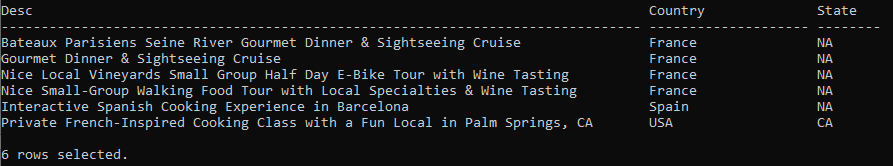 Desc Country State
-------------------------------------------------------------------------------- -------------------- --------
Bateaux Parisiens Seine River Gourmet Dinner & Sightseeing Cruise France NA
Gourmet Dinner & Sightseeing Cruise France NA
Nice Local Vineyards Small Group Half Day E-Bike Tour with Wine Tasting France NA
Nice Small-Group Walking Food Tour with Local Specialties & Wine Tasting France NA
Interactive Spanish Cooking Experience in Barcelona Spain NA
Private French-Inspired Cooking Class with a Fun Local in Palm Springs, CA USA CA
6 rows selected.